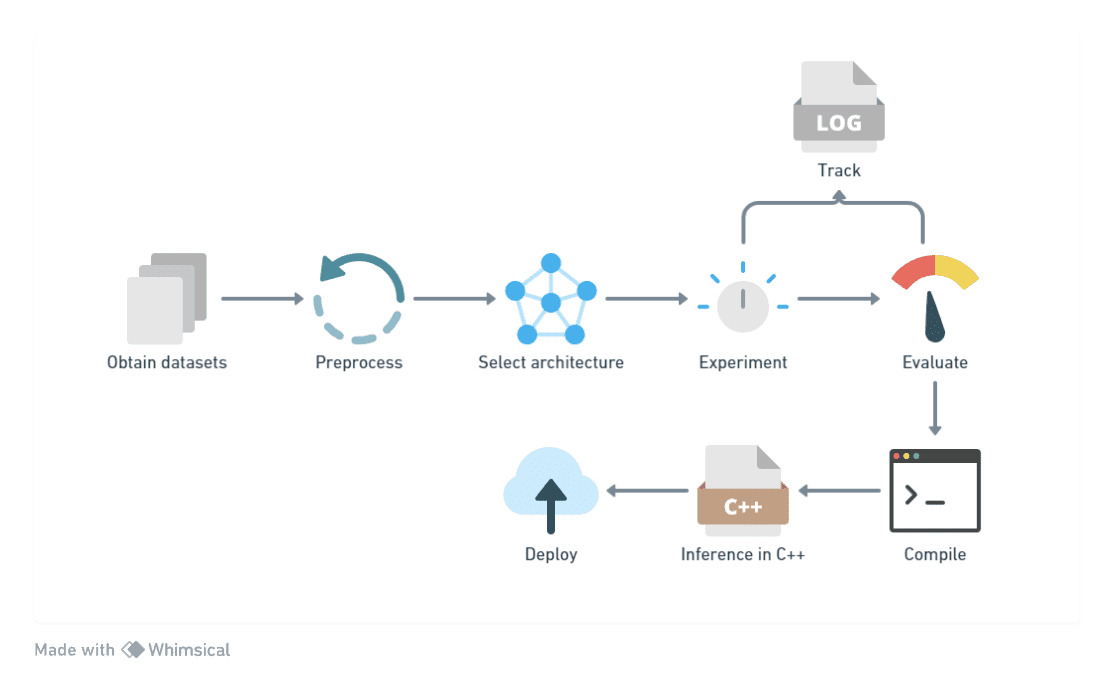 LOG
Track
Obtain datasets
Preprocess
Select architecture
Experiment
Evaluate
C++
Deploy
Inference in C++
Compile
Made with Whimsical